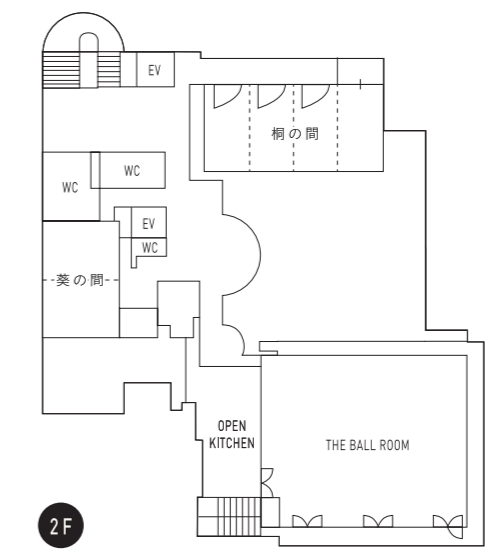 EV
桐の間
WC
WC
EV
WC
葵の間
OPEN
KITCHEN
THE BALL ROOM
2F